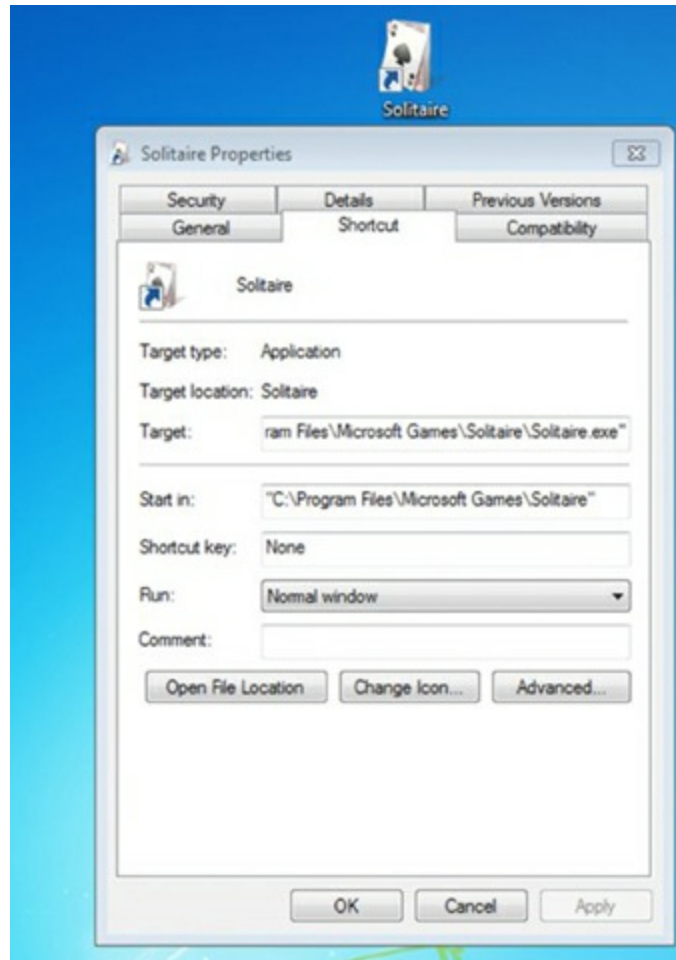 Solitaire
Solitaire Properties
Security Details Previous Versions
General Shortcut Compatibility
Solitaire
Target type: Application
Target location: Solitaire
Target: ram Files\Microsoft Games\Solitaire\Solitaire.exe"
Start in: "C:\Program Files\Microsoft Games\Solitaire"
Shortcut key: None
Run: Normal window
Comment:
Open File Location Change Icon... Advanced...
OK Cancel Apply